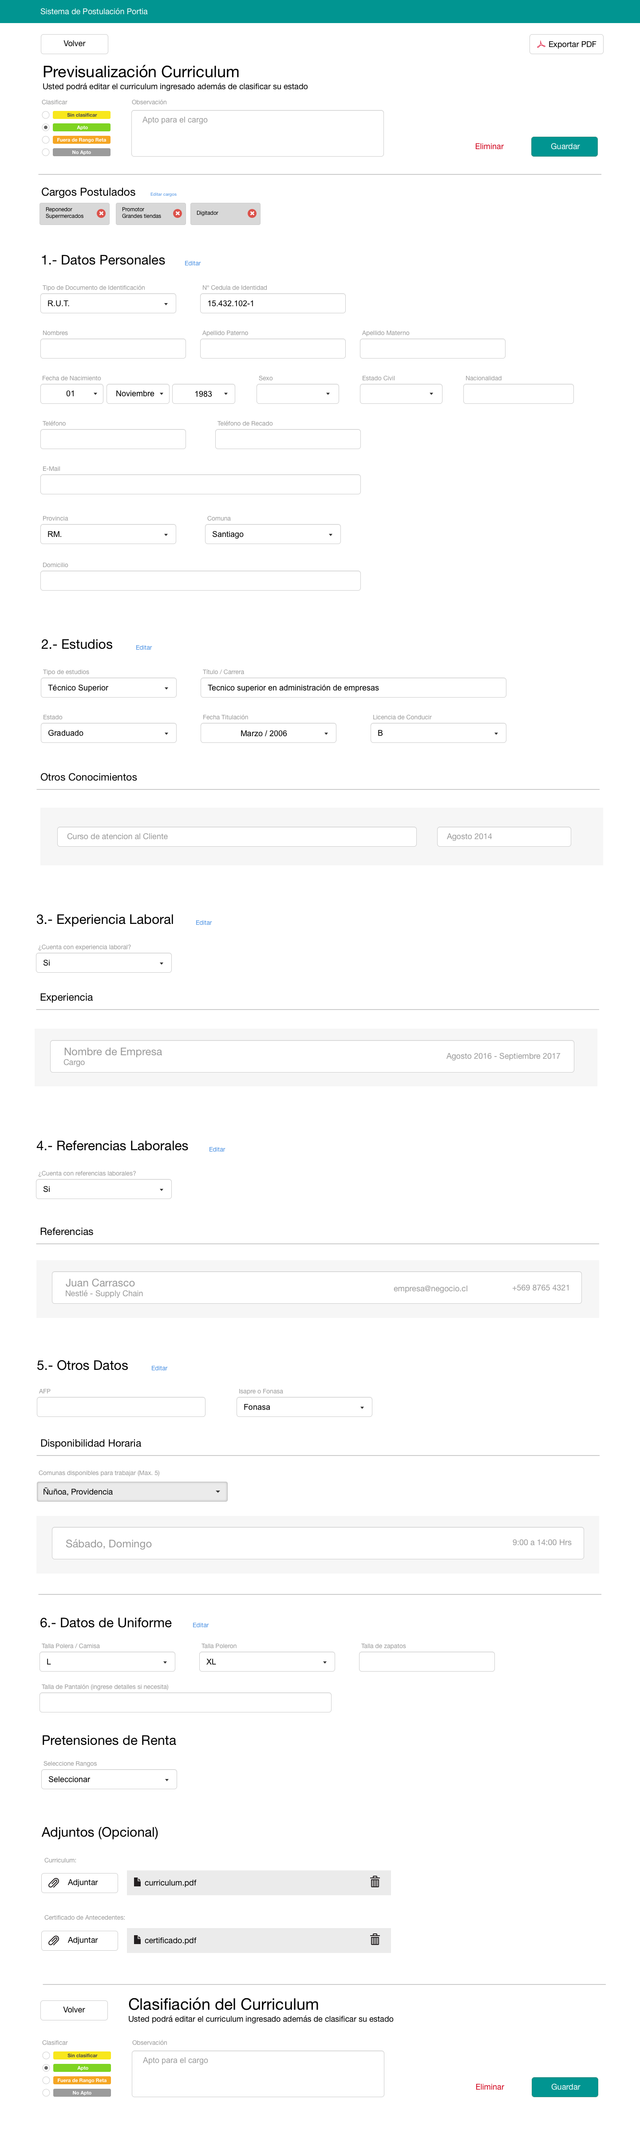 Sistema de Postulación Portia
Volver
Exportar PDF
Previsualización Curriculum
Usted podrá editar el curriculum ingresado además de clasificar su estado
Clasificar
Observación
Sin clasificar
Apto
Fuera de Rango Reta
No Apto
Apto para el cargo
Eliminar
Guardar
Cargos Postulados
Editar cargos
Reponedor
Supermercados
Promotor
Grandes tiendas
Digitador
1.- Datos Personales
Editar
Tipo de Documento de Identificación
N° Cedula de Identidad
R.U.T.
15.432.102-1
Nombres
Apellido Paterno
Apellido Materno
Fecha de Nacimiento
Sexo
Estado Civil
Nacionalidad
01
Noviembre
1983
Teléfono
Teléfono de Recado
E-Mail
Provincia
Comuna
RM.
Santiago
Domicilio
2.- Estudios
Editar
Tipo de estudios
Título / Carrera
Técnico Superior
Tecnico superior en administración de empresas
Estado
Fecha Titulación
Licencia de Conducir
Graduado
Marzo / 2006
B
Otros Conocimientos
Curso de atencion al Cliente
Agosto 2014
3.- Experiencia Laboral
Editar
¿Cuenta con experiencia laboral?
Si
Experiencia
Nombre de Empresa
Cargo
Agosto 2016 - Septiembre 2017
4.- Referencias Laborales
Editar
¿Cuenta con referencias laborales?
Si
Referencias
Juan Carrasco
Nestlé - Supply Chain
empresa@negocio.cl
+569 8765 4321
5.- Otros Datos
Editar
AFP
Isapre o Fonasa
Fonasa
Disponibilidad Horaria
Comunas disponibles para trabajar (Max. 5)
Ñuñoa, Providencia
Sábado, Domingo
9:00 a 14:00 Hrs
6.- Datos de Uniforme
Editar
Talla Polera / Camisa
Talla Poleron
Talla de zapatos
L
XL
Talla de Pantalón (ingrese detalles si necesita)
Pretensiones de Renta
Seleccione Rangos
Seleccionar
Adjuntos (Opcional)
Curriculum:
Adjuntar
curriculum.pdf
Certificado de Antecedentes:
Adjuntar
certificado.pdf
Volver
Clasifiación del Curriculum
Usted podrá editar el curriculum ingresado además de clasificar su estado
Clasificar
Observación
Sin clasificar
Apto
Fuera de Rango Reta
No Apto
Apto para el cargo
Eliminar
Guardar